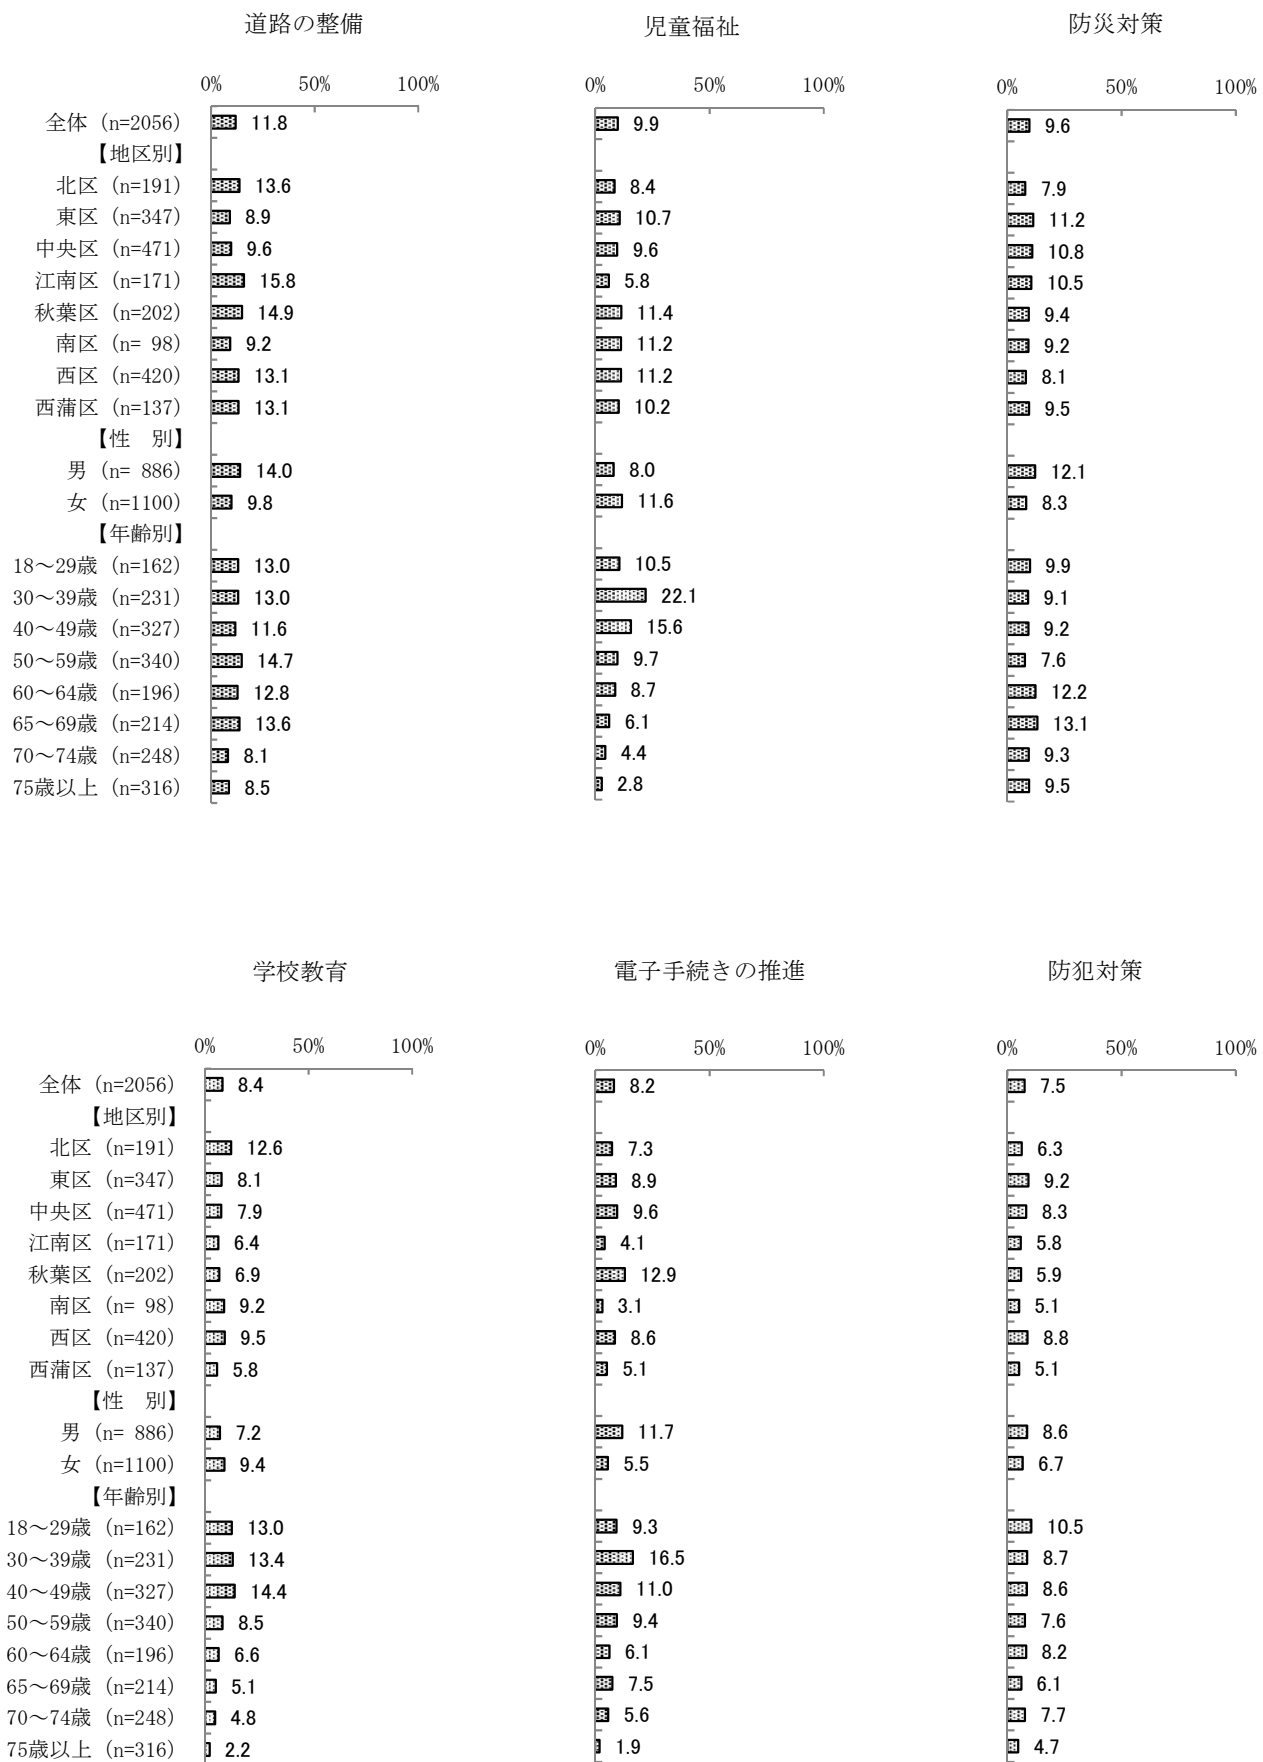 道路の整備 児童福祉 防災対策
0% 50% 100% 0% 50% 100% 0% 50% 100%
全体 (n=2056) 11.8 9.9 9.6
【地区別】
北区 (n=191) 13.6 8.4 7.9
東区 (n=347) 8.9 10.7 11.2
中央区 (n=471) 9.6 9.6 10.8
江南区 (n=171) 15.8 5.8 10.5
秋葉区 (n=202) 14.9 11.4 9.4
南区 (n= 98) 9.2 11.2 9.2
西区 (n=420) 13.1 11.2 8.1
西蒲区 (n=137) 13.1 10.2 9.5
【性　別】
男 (n= 886) 14.0 8.0 12.1
女 (n=1100) 9.8 11.6 8.3
【年齢別】
18～29歳 (n=162) 13.0 10.5 9.9
30～39歳 (n=231) 13.0 22.1 9.1
40～49歳 (n=327) 11.6 15.6 9.2
50～59歳 (n=340) 14.7 9.7 7.6
60～64歳 (n=196) 12.8 8.7 12.2
65～69歳 (n=214) 13.6 6.1 13.1
70～74歳 (n=248) 8.1 4.4 9.3
75歳以上 (n=316) 8.5 2.8 9.5
学校教育 電子手続きの推進 防犯対策
0% 50% 100% 0% 50% 100% 0% 50% 100%
全体 (n=2056) 8.4 8.2 7.5
【地区別】
北区 (n=191) 12.6 7.3 6.3
東区 (n=347) 8.1 8.9 9.2
中央区 (n=471) 7.9 9.6 8.3
江南区 (n=171) 6.4 4.1 5.8
秋葉区 (n=202) 6.9 12.9 5.9
南区 (n= 98) 9.2 3.1 5.1
西区 (n=420) 9.5 8.6 8.8
西蒲区 (n=137) 5.8 5.1 5.1
【性　別】
男 (n= 886) 7.2 11.7 8.6
女 (n=1100) 9.4 5.5 6.7
【年齢別】
18～29歳 (n=162) 13.0 9.3 10.5
30～39歳 (n=231) 13.4 16.5 8.7
40～49歳 (n=327) 14.4 11.0 8.6
50～59歳 (n=340) 8.5 9.4 7.6
60～64歳 (n=196) 6.6 6.1 8.2
65～69歳 (n=214) 5.1 7.5 6.1
70～74歳 (n=248) 4.8 5.6 7.7
75歳以上 (n=316) 2.2 1.9 4.7